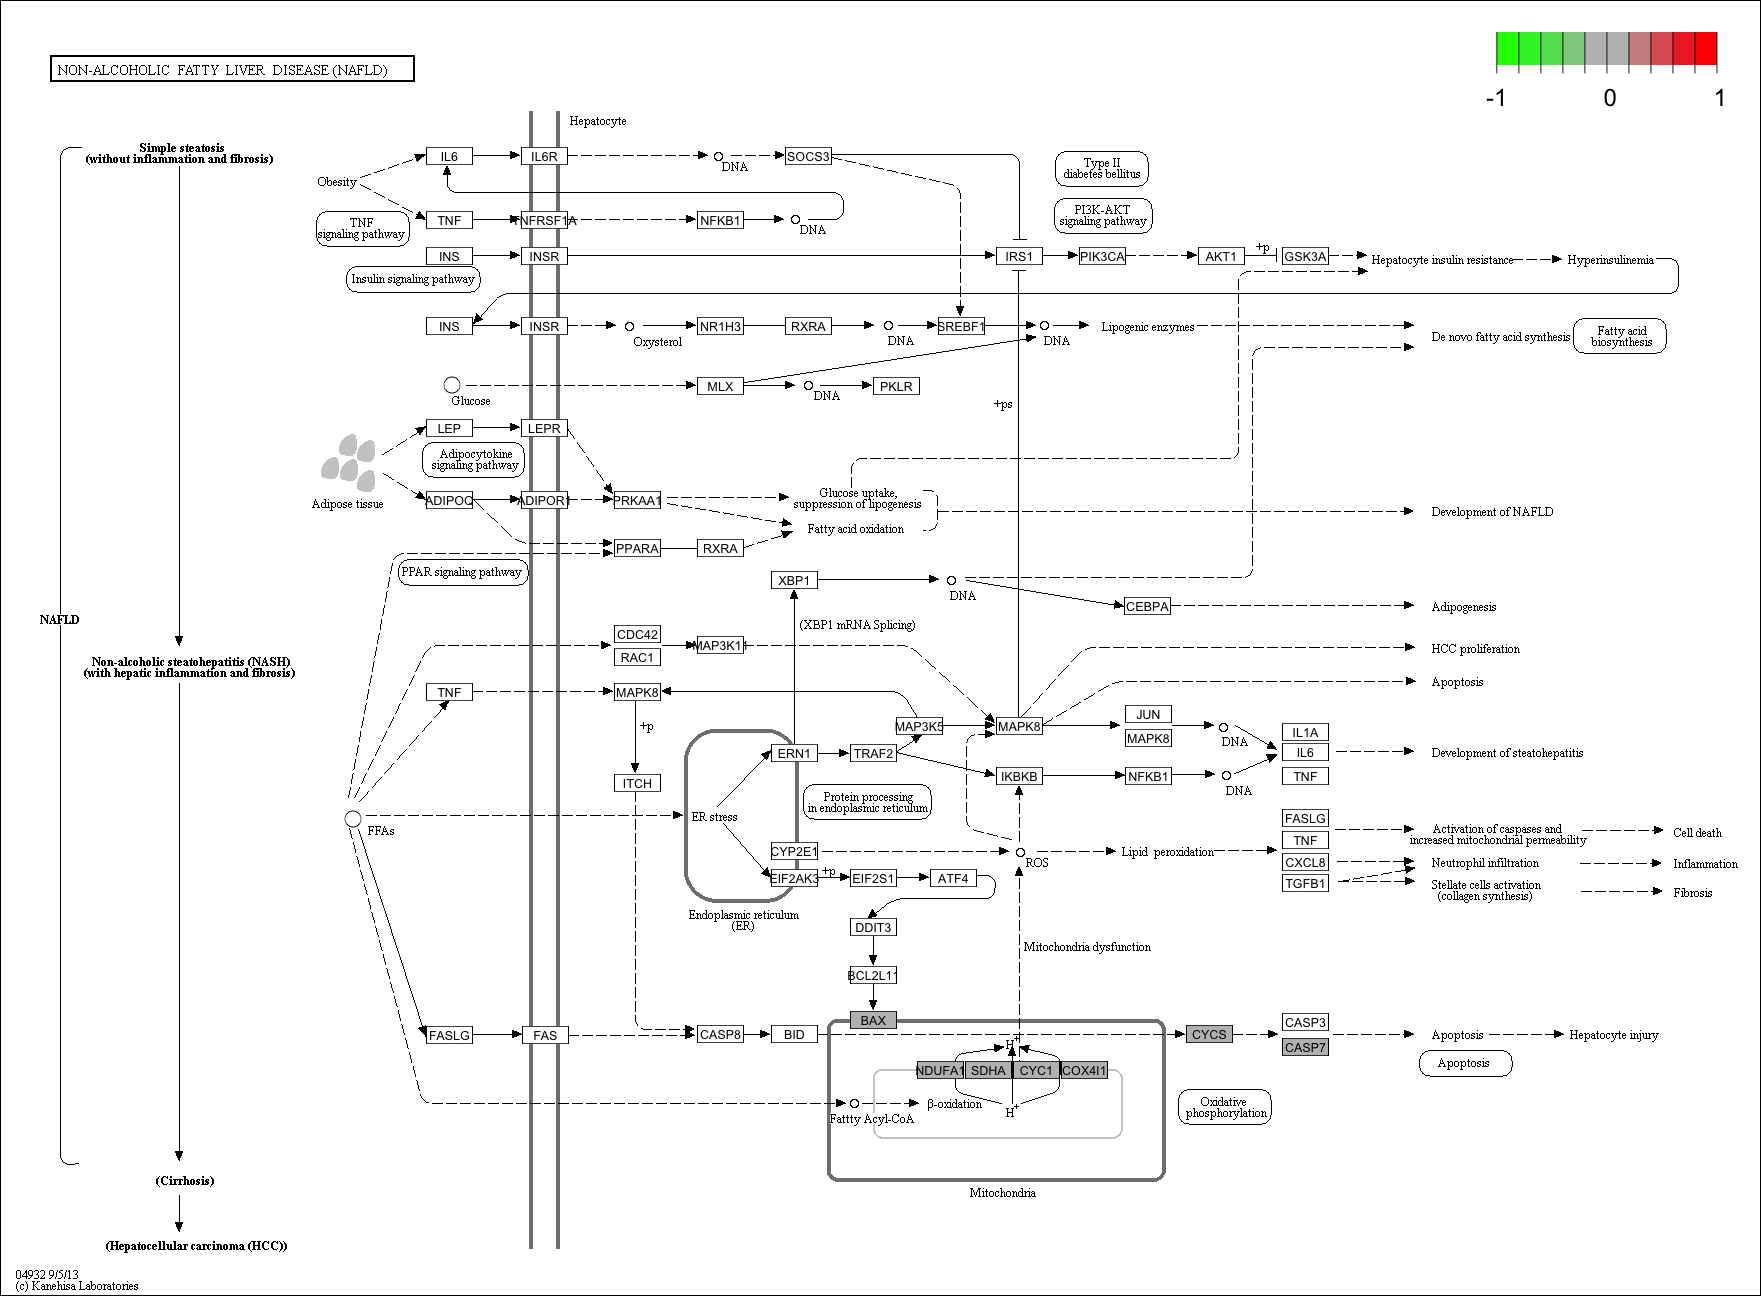 NON-ALCOHOLIC FATTY LIVER DISEASE (NAFLD)
-1 0 1
Hepatocyte
Simple steatosis
(without inflammation and fibrosis)
IL6 IL6R DNA SOCS3
Type II
diabetes bellitus
Obesity
TNF
signaling pathway
TNF TNFRSF1A NFKB1 DNA
PI3K-AKT
signaling pathway
INS INSR IRS1 PIK3CA AKT1 +p GSK3A Hepatocyte insulin resistance Hyperinsulinemia
Insulin signaling pathway
INS INSR Oxysterol NR1H3 RXRA DNA SREBF1 DNA Lipogenic enzymes
De novo fatty acid synthesis
Fatty acid
biosynthesis
Glucose MLX DNA PKLR
+ps
LEP LEPR
Adipocytokine
signaling pathway
Adipose tissue
ADIPOQ ADIPOR1 PRKAA1
Glucose uptake,
suppression of lipogenesis
Fatty acid oxidation
Development of NAFLD
PPARA RXRA
PPAR signaling pathway
XBP1 DNA
CEBPA Adipogenesis
NAFLD
(XBP1 mRNA Splicing)
CDC42
RAC1
MAP3K11
HCC proliferation
Non-alcoholic steatohepatitis (NASH)
(with hepatic inflammation and fibrosis)
Apoptosis
TNF MAPK8
+p
MAP3K5 MAPK8
JUN
MAPK8
DNA
IL1A
IL6
TNF
Development of steatohepatitis
ERN1 TRAF2
IKBKB NFKB1 DNA
ITCH
Protein processing
in endoplasmic reticulum
ER stress
FFAs
FASLG
TNF
CXCL8
TGFB1
Activation of caspases and
increased mitochondrial permeability
Cell death
CYP2E1 ROS Lipid peroxidation
Neutrophil infiltration Inflammation
EIF2AK3 +p EIF2S1 ATF4
Stellate cells activation
(collagen synthesis)
Fibrosis
Endoplasmic reticulum
(ER)
DDIT3
Mitochondria dysfunction
BCL2L11
BAX
FASLG FAS CASP8 BID CYCS
CASP3
CASP7
Apoptosis Hepatocyte injury
Apoptosis
H+
NDUFA1 SDHA CYC1 COX4I1
β-oxidation H+
Fattty Acyl-CoA
Oxidative
phosphorylation
Mitochondria
(Cirrhosis)
(Hepatocellular carcinoma (HCC))
04932 9/5/13
(c) Kanehisa Laboratories